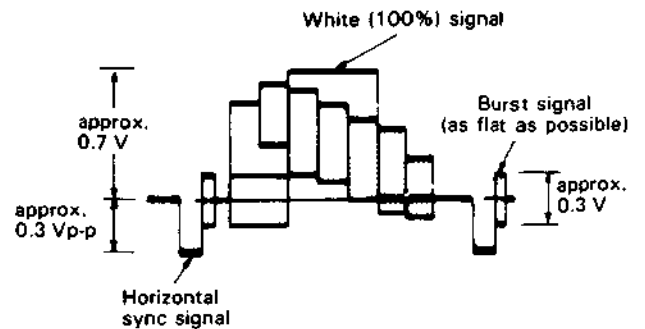 White (100%) signal
approx.
0.7 V
Burst signal
(as flat as possible)
approx.
0.3 V
approx.
0.3 Vp-p
Horizontal
sync signal